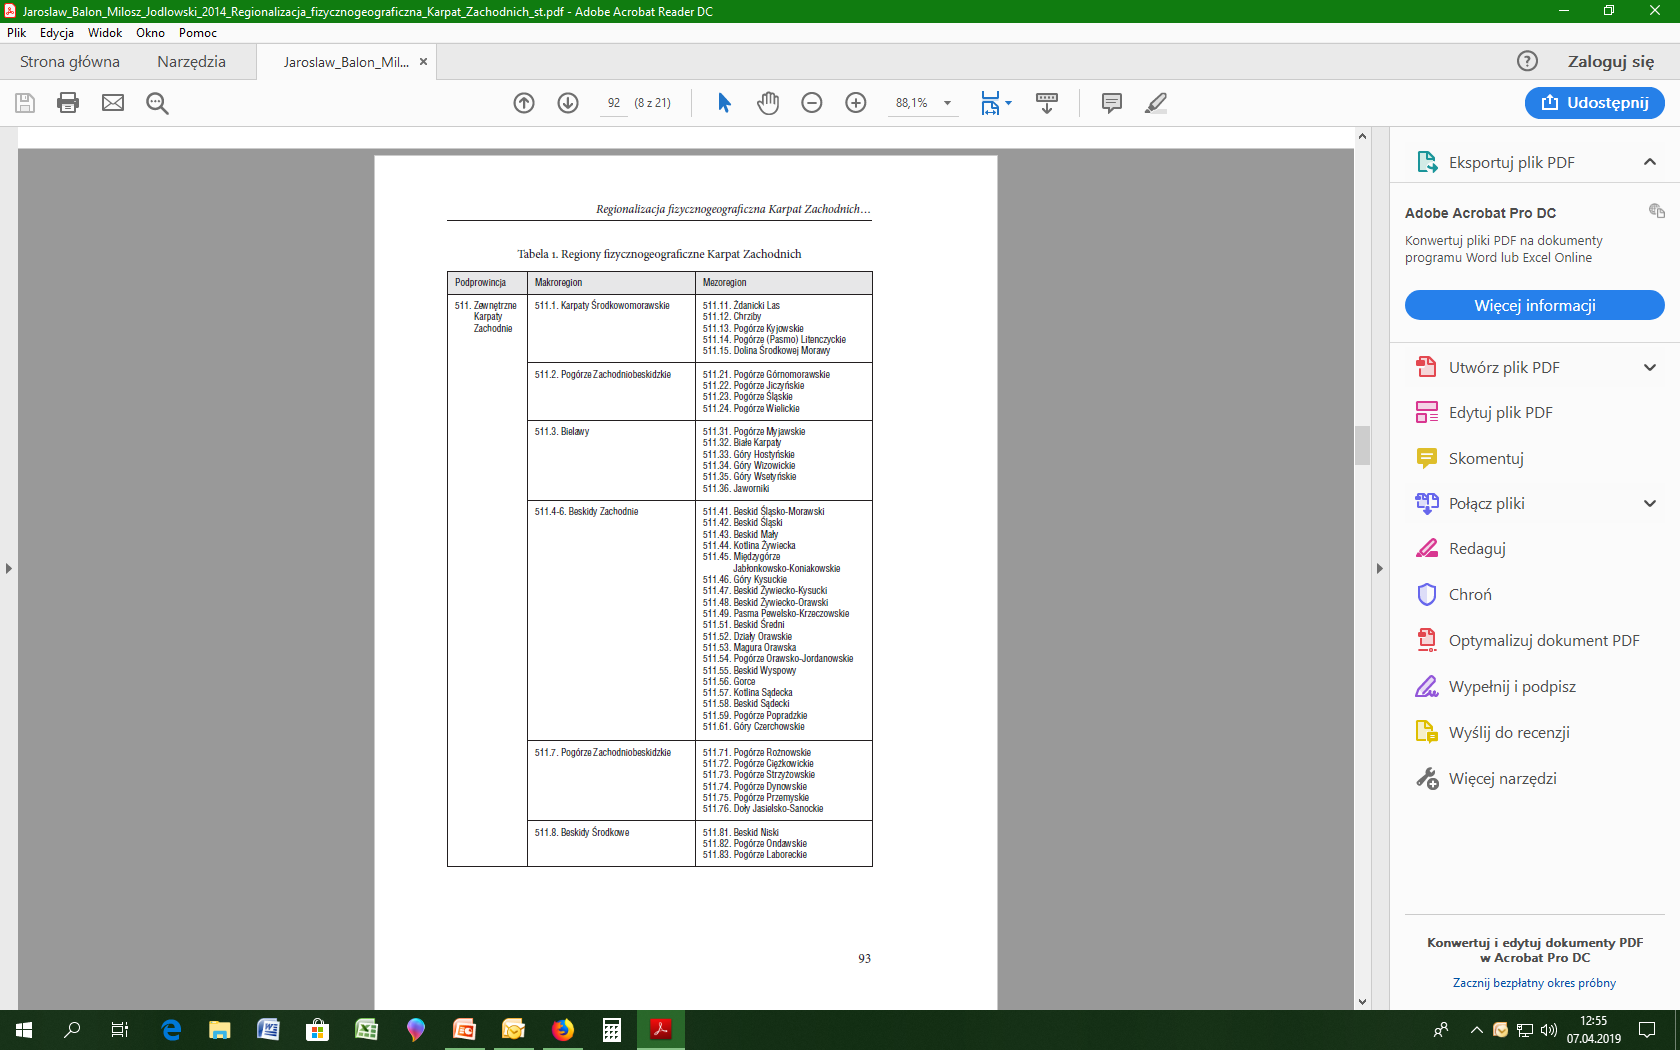 Jaroslaw_Balon_Milosz_Jodlowski_2014_Regionalizacja_fizycznogeograficzna_Karpat_Zachodnich_st.pdf - Adobe Acrobat Reader DC
Plik Edycja Widok Okno Pomoc
Strona główna Narzędzia Jaroslaw_Balon_Mil... × Zaloguj się
92 (8 z 21) 88,1% Udostępnij
Regionalizacja fizycznogeograficzna Karpat Zachodnich…
Tabela 1. Regiony fizycznogeograficzne Karpat Zachodnich
Podprowincja Makroregion Mezoregion
511. Zewnętrzne Karpaty Zachodnie
511.1. Karpaty Środkowomorawskie
511.11. Żdanicki Las
511.12. Chrziby
511.13. Pogórze Kyjowskie
511.14. Pogórze (Pasmo) Litenczyckie
511.15. Dolina Środkowej Morawy
511.2. Pogórze Zachodniobeskidzkie
511.21. Pogórze Górnomorawskie
511.22. Pogórze Jiczyńskie
511.23. Pogórze Śląskie
511.24. Pogórze Wielickie
511.3. Bielawy
511.31. Pogórze Myjawskie
511.32. Białe Karpaty
511.33. Góry Hostyńskie
511.34. Góry Wizowickie
511.35. Góry Wsetyńskie
511.36. Jaworniki
511.4-6. Beskidy Zachodnie
511.41. Beskid Śląsko-Morawski
511.42. Beskid Śląski
511.43. Beskid Mały
511.44. Kotlina Żywiecka
511.45. Międzygórze
Jabłonkowsko-Koniakowskie
511.46. Góry Kysuckie
511.47. Beskid Żywiecko-Kysucki
511.48. Beskid Żywiecko-Orawski
511.49. Pasma Pewelsko-Krzeczowskie
511.51. Beskid Średni
511.52. Działy Orawskie
511.53. Magura Orawska
511.54. Pogórze Orawsko-Jordanowskie
511.55. Beskid Wyspowy
511.56. Gorce
511.57. Kotlina Sądecka
511.58. Beskid Sądecki
511.59. Pogórze Popradzkie
511.61. Góry Czerchowskie
511.7. Pogórze Zachodniobeskidzkie
511.71. Pogórze Rożnowskie
511.72. Pogórze Ciężkowickie
511.73. Pogórze Strzyżowskie
511.74. Pogórze Dynowskie
511.75. Pogórze Przemyskie
511.76. Doły Jasielsko-Sanockie
511.8. Beskidy Środkowe
511.81. Beskid Niski
511.82. Pogórze Ondawskie
511.83. Pogórze Laboreckie
93
Eksportuj plik PDF
Adobe Acrobat Pro DC
Konwertuj pliki PDF na dokumenty
programu Word lub Excel Online
Więcej informacji
Utwórz plik PDF
Edytuj plik PDF
Skomentuj
Połącz pliki
Redaguj
Chroń
Optymalizuj dokument PDF
Wypełnij i podpisz
Wyślij do recenzji
Więcej narzędzi
Konwertuj i edytuj dokumenty PDF
w Acrobat Pro DC
Zacznij bezpłatny okres próbny
12:55
07.04.2019